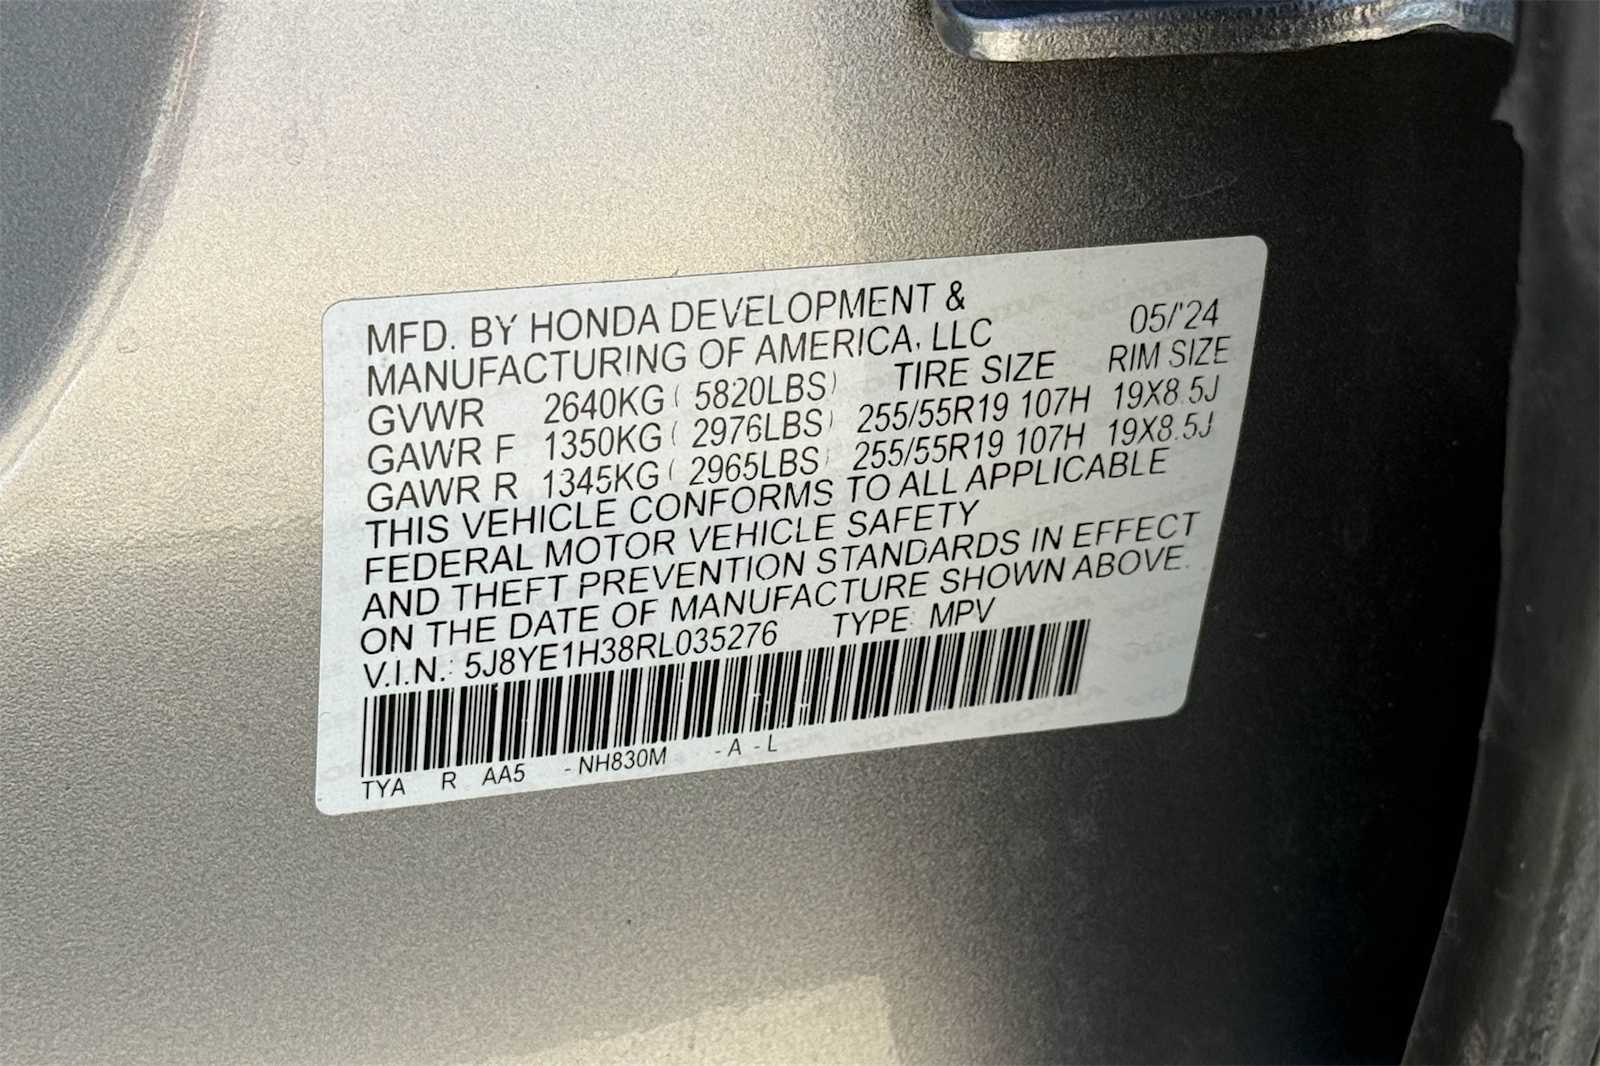 MFD. BY HONDA DEVELOPMENT &
MANUFACTURING OF AMERICA, LLC 05/'24
GVWR 2640KG ( 5820LBS) TIRE SIZE RIM SIZE
GAWR F 1350KG ( 2976LBS) 255/55R19 107H 19X8.5J
GAWR R 1345KG ( 2965LBS) 255/55R19 107H 19X8.5J
THIS VEHICLE CONFORMS TO ALL APPLICABLE
FEDERAL MOTOR VEHICLE SAFETY
AND THEFT PREVENTION STANDARDS IN EFFECT
ON THE DATE OF MANUFACTURE SHOWN ABOVE.
V.I.N.: 5J8YE1H38RL035276 TYPE: MPV
TYA R AA5 - NH830M - A - L